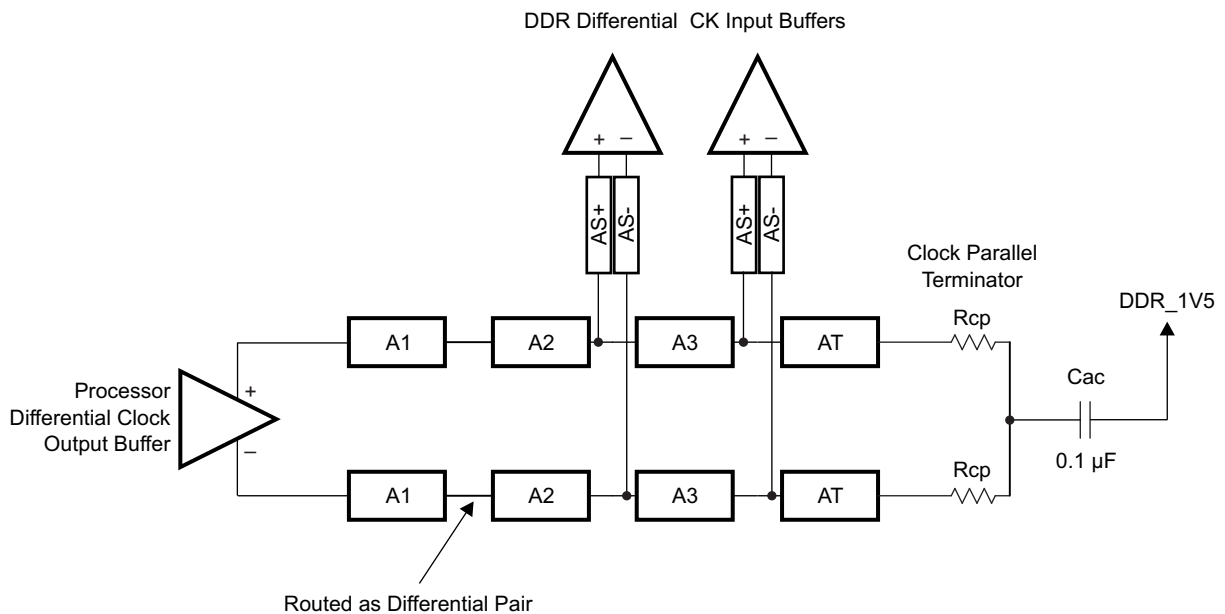 DDR Differential CK Input Buffers
+ –
+ –
AS+
AS-
AS+
AS-
Clock Parallel
Terminator
DDR_1V5
Rcp
A1
A2
A3
AT
Cac
+
Processor
Differential Clock
Output Buffer
–
0.1 µF
Rcp
A1
A2
A3
AT
Routed as Differential Pair